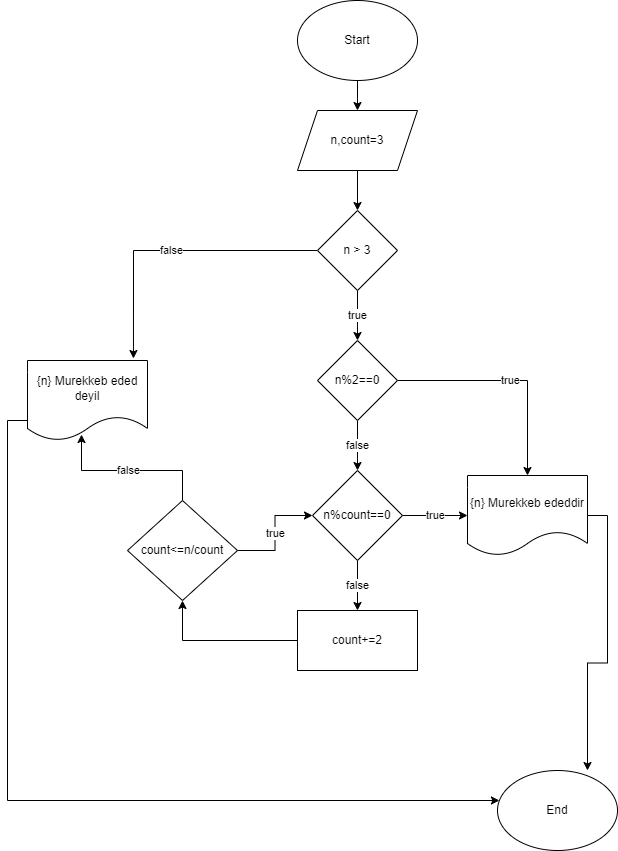 Start
n,count=3
n > 3
false
true
{n} Murekkeb eded
deyil
n%2==0
true
false
false
n%count==0
true
{n} Murekkeb ededdir
count<=n/count
true
false
count+=2
End